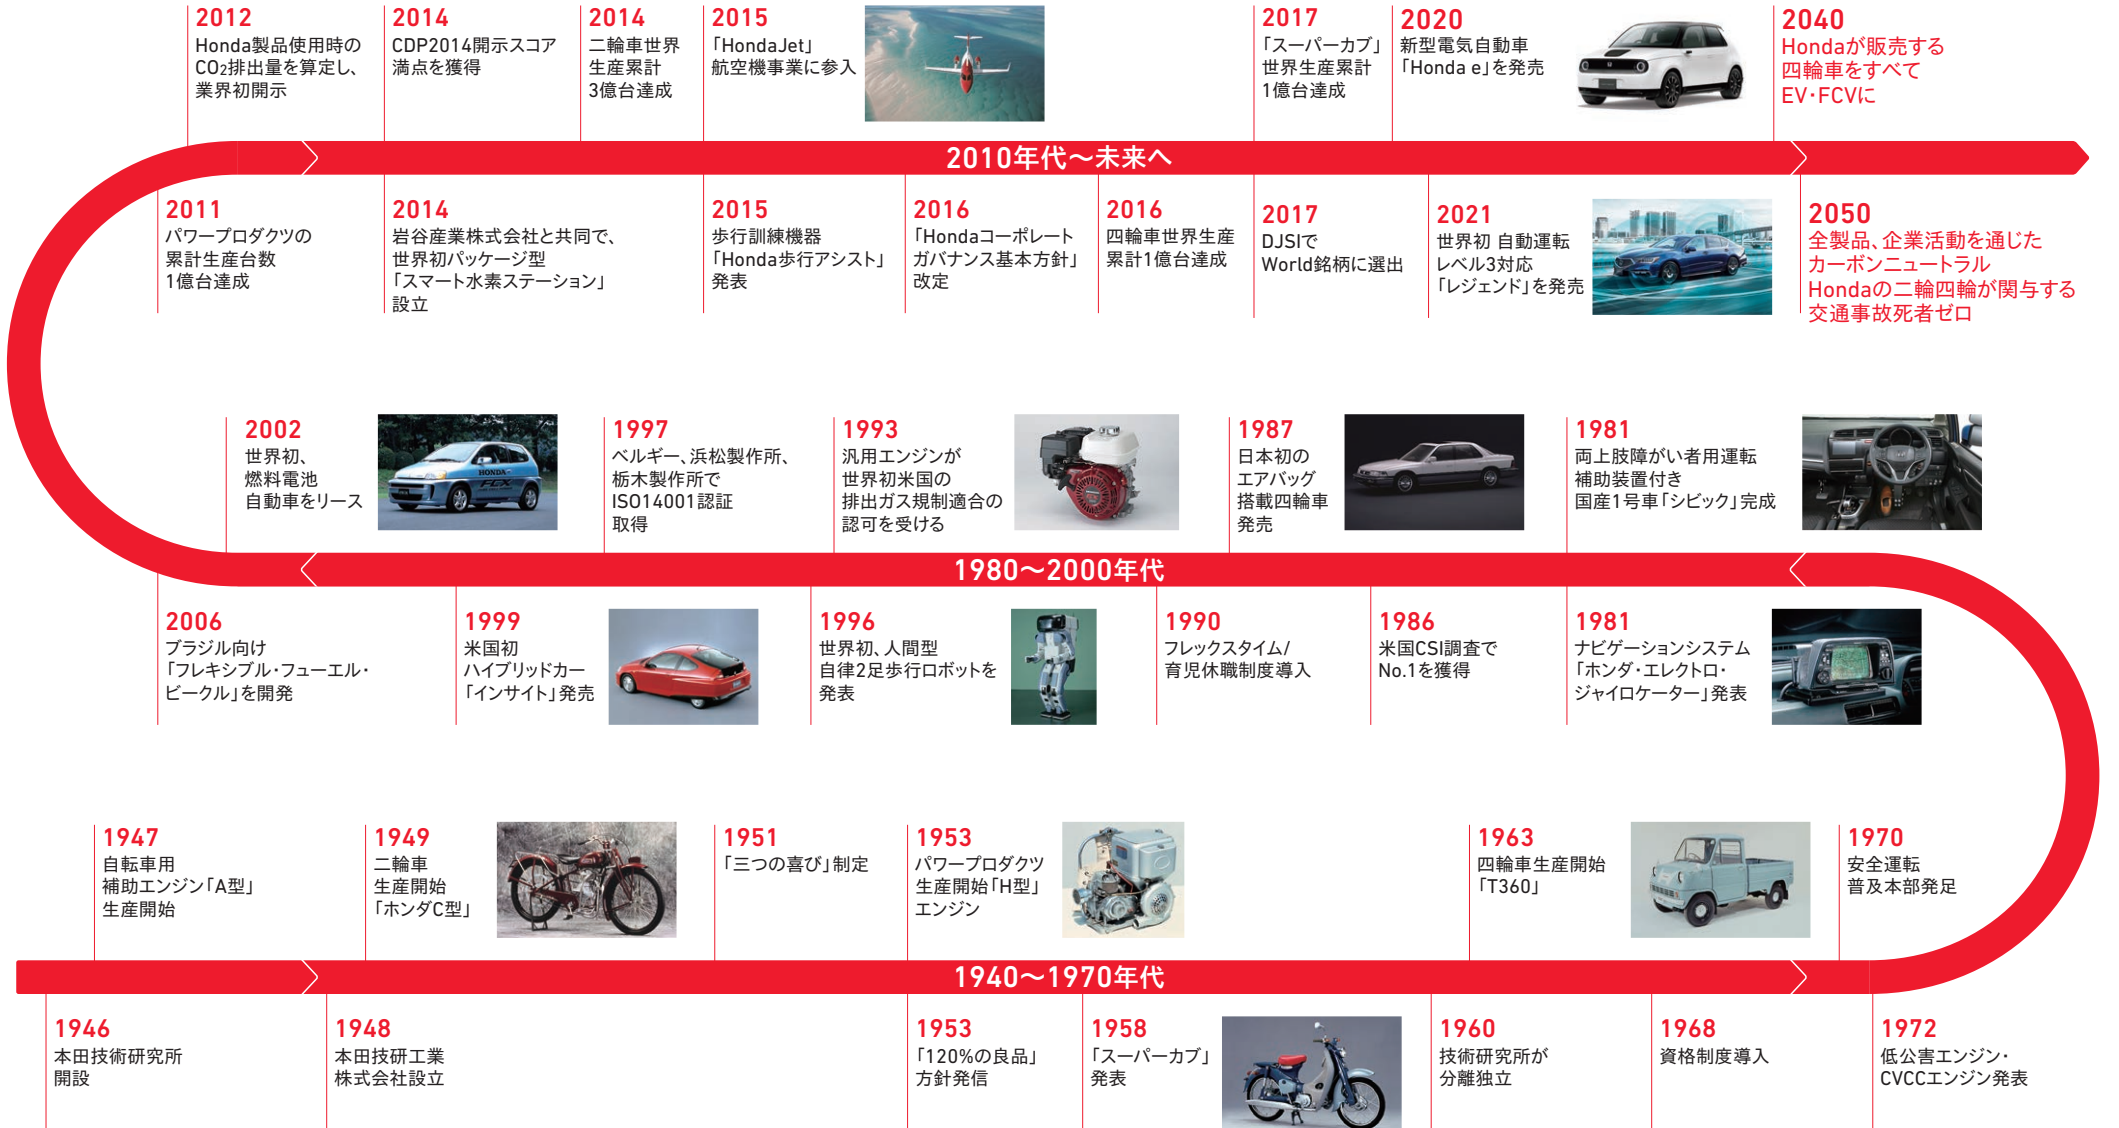 2012
Honda製品使用時の
CO₂排出量を算定し、
業界初開示
2014
CDP2014開示スコア
満点を獲得
2014
二輪車世界
生産累計
3億台達成
2015
「HondaJet」
航空機事業に参入
2017
「スーパーカブ」
世界生産累計
1億台達成
2020
新型電気自動車
「Honda e」を発売
2040
Hondaが販売する
四輪車をすべて
EV・FCVに
2010年代～未来へ
2011
パワープロダクツの
累計生産台数
1億台達成
2014
岩谷産業株式会社と共同で、
世界初パッケージ型
「スマート水素ステーション」
設立
2015
歩行訓練機器
「Honda歩行アシスト」
発表
2016
「Hondaコーポレート
ガバナンス基本方針」
改定
2016
四輪車世界生産
累計1億台達成
2017
DJSIで
World銘柄に選出
2021
世界初 自動運転
レベル3対応
「レジェンド」を発売
2050
全製品、企業活動を通じた
カーボンニュートラル
Hondaの二輪四輪が関与する
交通事故死者ゼロ
2002
世界初、
燃料電池
自動車をリース
HONDA
FCX
1997
ベルギー、浜松製作所、
栃木製作所で
ISO14001認証
取得
1993
汎用エンジンが
世界初米国の
排出ガス規制適合の
認可を受ける
1987
日本初の
エアバッグ
搭載四輪車
発売
1981
両上肢障がい者用運転
補助装置付き
国産1号車「シビック」完成
1980～2000年代
2006
ブラジル向け
「フレキシブル・フューエル・
ビークル」を開発
1999
米国初
ハイブリッドカー
「インサイト」発売
1996
世界初、人間型
自律2足歩行ロボットを
発表
1990
フレックスタイム/
育児休職制度導入
1986
米国CSI調査で
No.1を獲得
1981
ナビゲーションシステム
「ホンダ・エレクトロ・
ジャイロケーター」発表
1947
自転車用
補助エンジン「A型」
生産開始
1949
二輪車
生産開始
「ホンダC型」
1951
「三つの喜び」制定
1953
パワープロダクツ
生産開始「H型」
エンジン
1963
四輪車生産開始
「T360」
1970
安全運転
普及本部発足
1940～1970年代
1946
本田技術研究所
開設
1948
本田技研工業
株式会社設立
1953
「120%の良品」
方針発信
1958
「スーパーカブ」
発表
1960
技術研究所が
分離独立
1968
資格制度導入
1972
低公害エンジン・
CVCCエンジン発表